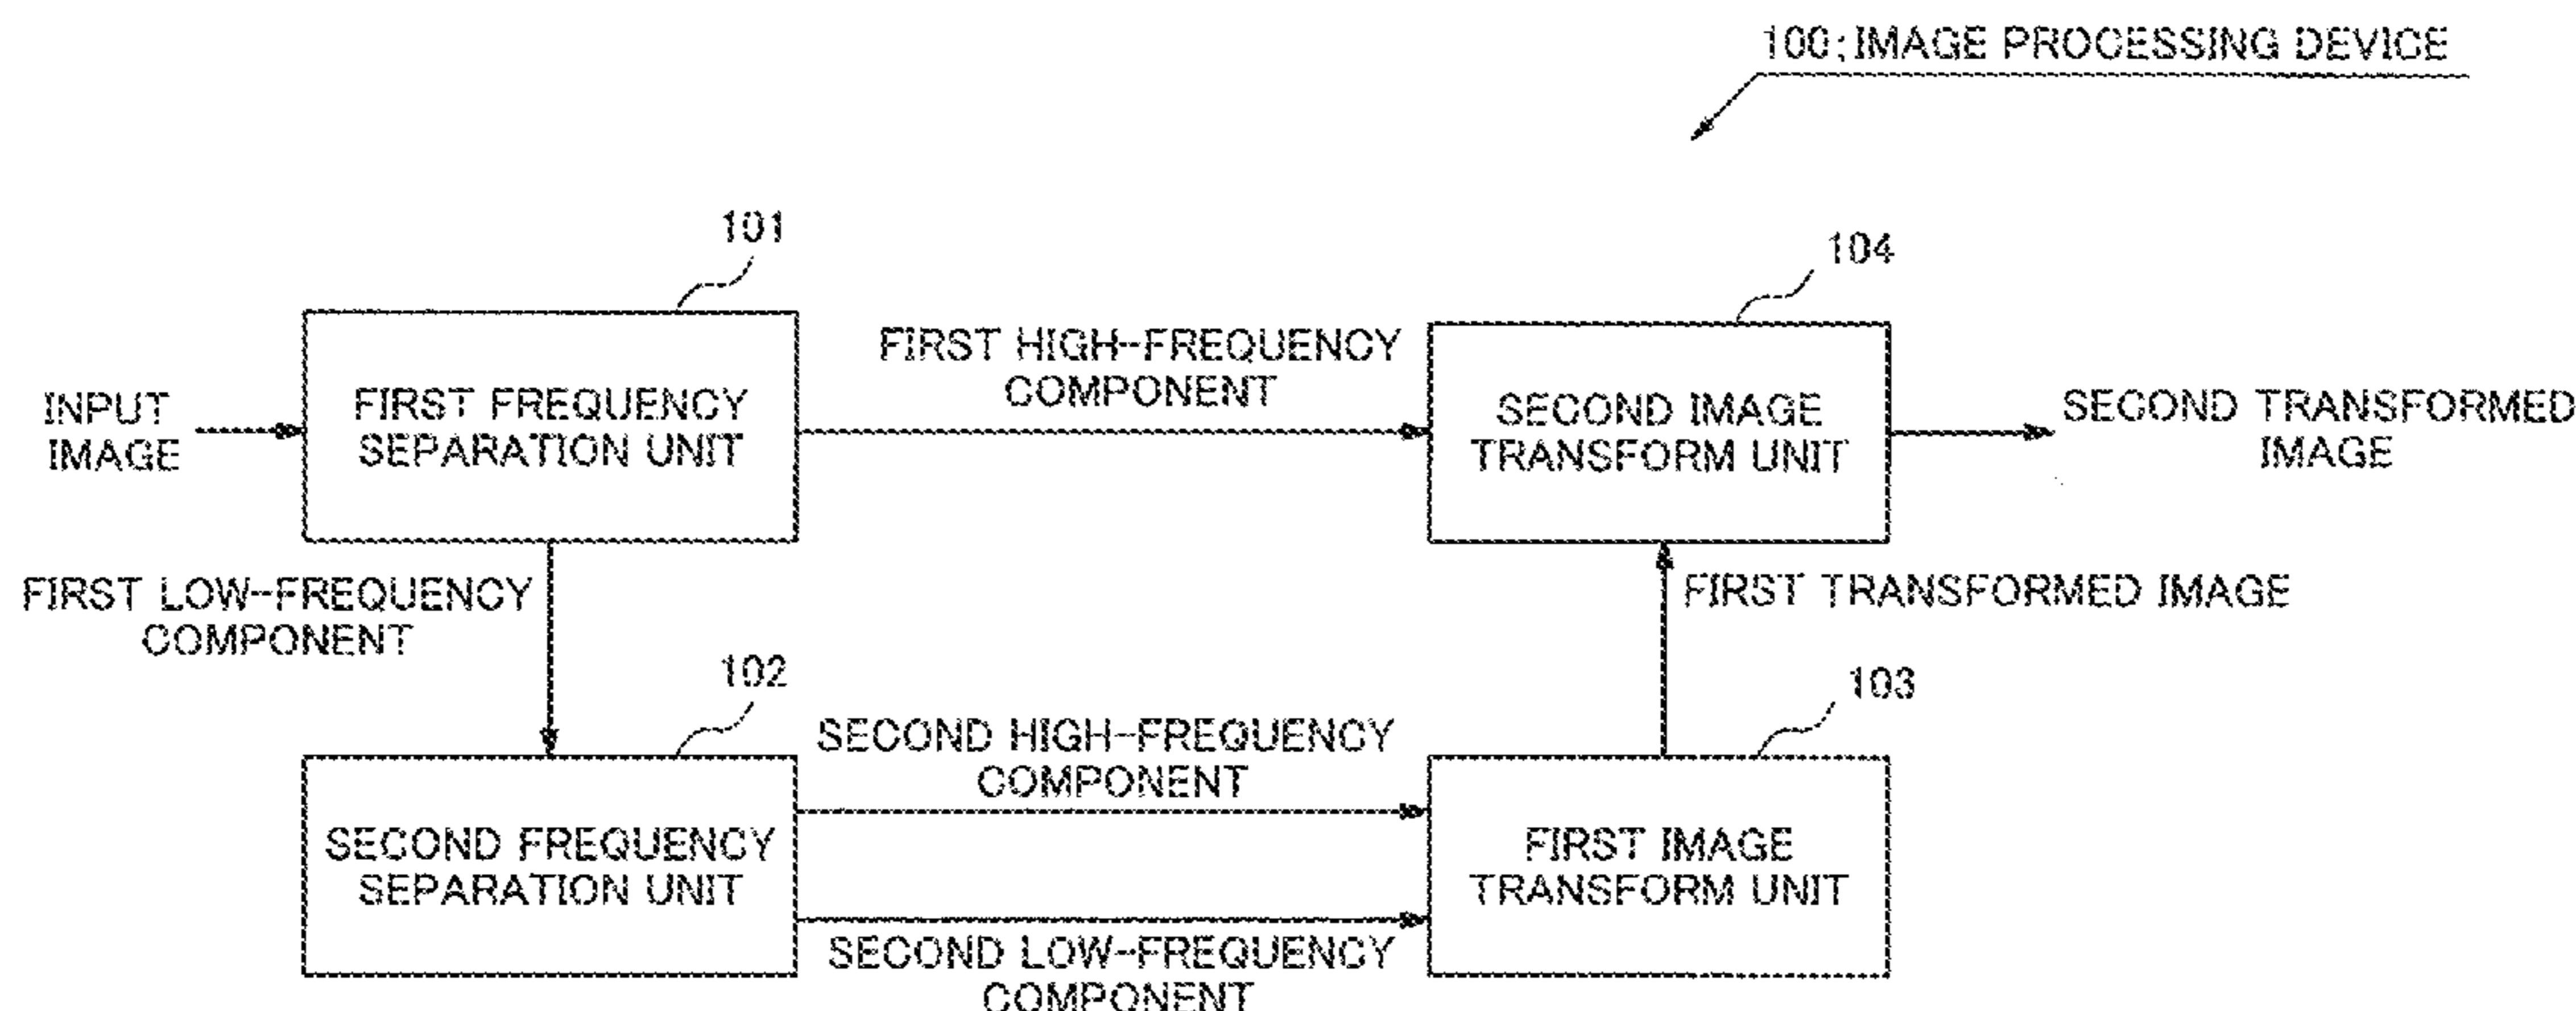 100;IMAGE PROCESSING DEVICE
101
104
INPUT
IMAGE
FIRST FREQUENCY
SEPARATION UNIT
FIRST HIGH-FREQUENCY
COMPONENT
SECOND IMAGE
TRANSFORM UNIT
SECOND TRANSFORMED
IMAGE
FIRST LOW-FREQUENCY
COMPONENT
FIRST TRANSFORMED IMAGE
102
103
SECOND FREQUENCY
SEPARATION UNIT
SECOND HIGH-FREQUENCY
COMPONENT
SECOND LOW-FREQUENCY
COMPONENT
FIRST IMAGE
TRANSFORM UNIT